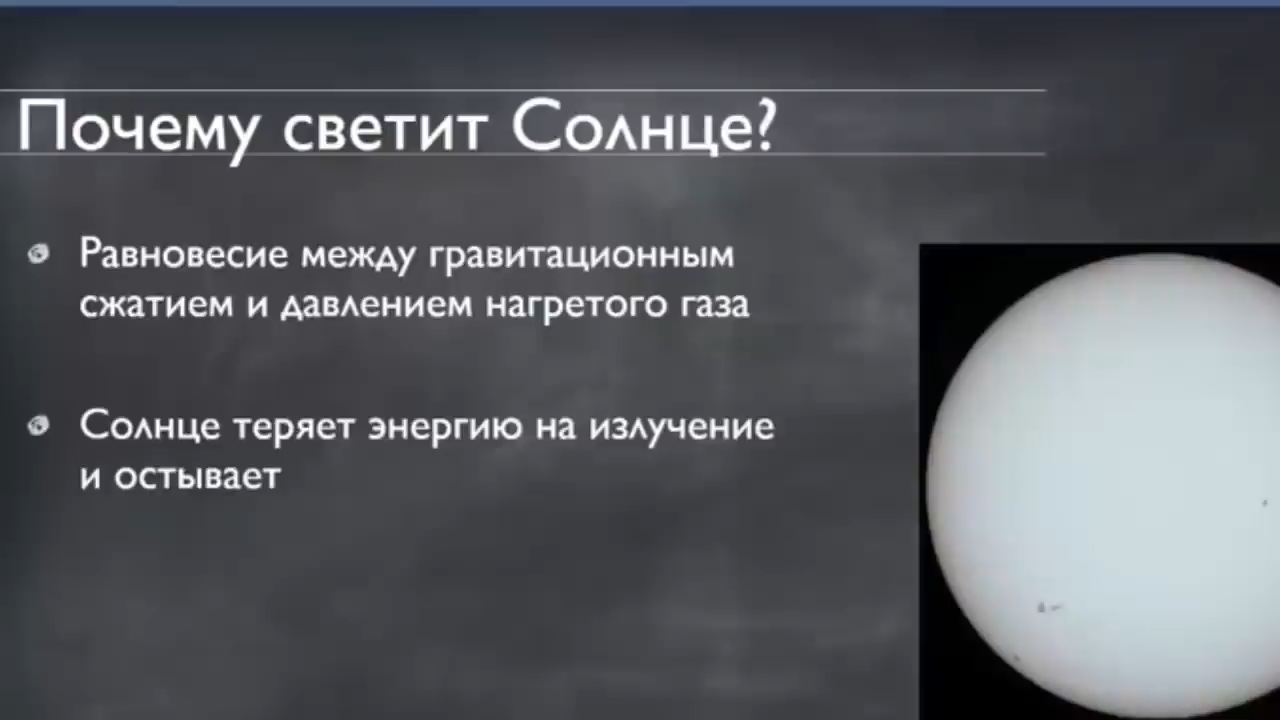 Почему светит Солнце?
Равновесие между гравитационным
сжатием и давлением нагретого газа
Солнце теряет энергию на излучение
и остывает